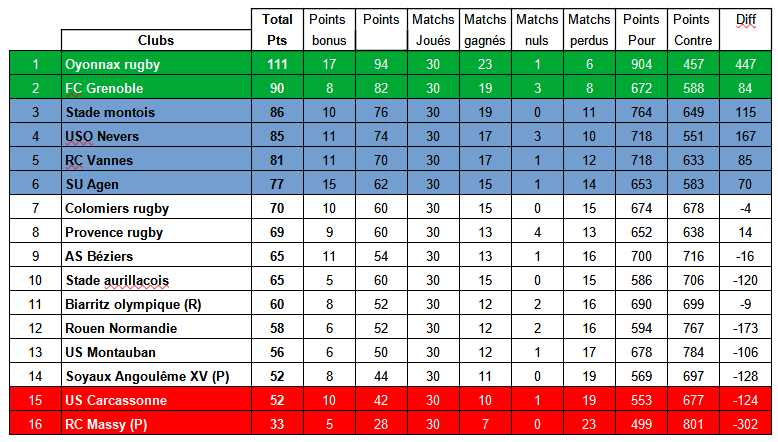 Total Points Points Matchs Matchs Matchs Matchs Points Points Diff
Clubs Pts bonus Joués gagnés nuls perdus Pour Contre
1 Oyonnax rugby 111 17 94 30 23 1 6 904 457 447
2 FC Grenoble 90 8 82 30 19 3 8 672 588 84
3 Stade montois 86 10 76 30 19 0 11 764 649 115
4 USO Nevers 85 11 74 30 17 3 10 718 551 167
5 RC Vannes 81 11 70 30 17 1 12 718 633 85
6 SU Agen 77 15 62 30 15 1 14 653 583 70
7 Colomiers rugby 70 10 60 30 15 0 15 674 678 -4
8 Provence rugby 69 9 60 30 13 4 13 652 638 14
9 AS Béziers 65 11 54 30 13 1 16 700 716 -16
10 Stade aurillacois 65 5 60 30 15 0 15 586 706 -120
11 Biarritz olympique (R) 60 8 52 30 12 2 16 690 699 -9
12 Rouen Normandie 58 6 52 30 12 2 16 594 767 -173
13 US Montauban 56 6 50 30 12 1 17 678 784 -106
14 Soyaux Angoulême XV (P) 52 8 44 30 11 0 19 569 697 -128
15 US Carcassonne 52 10 42 30 10 1 19 553 677 -124
16 RC Massy (P) 33 5 28 30 7 0 23 499 801 -302